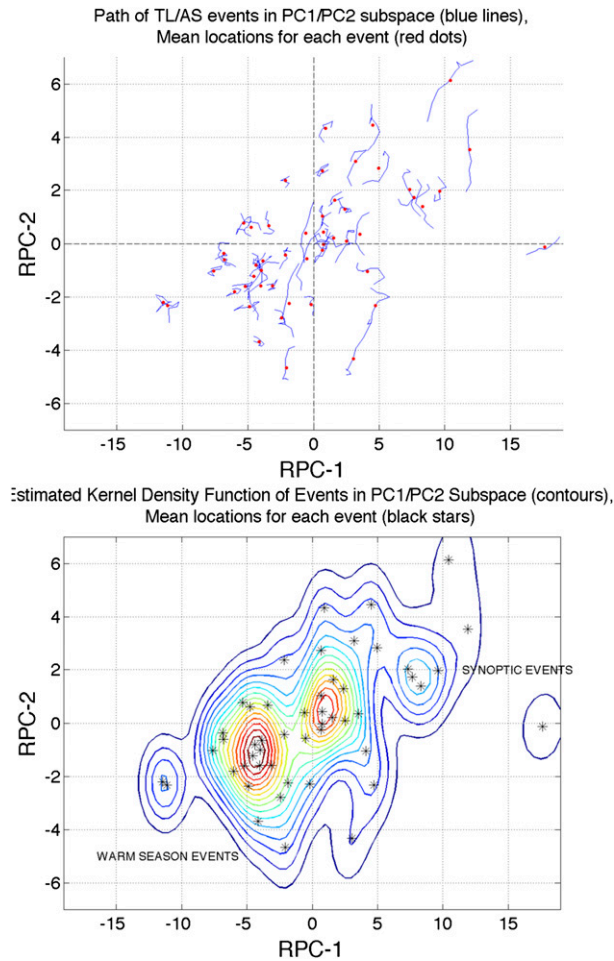 Path of TL/AS events in PC1/PC2 subspace (blue lines),
Mean locations for each event (red dots)
RPC-2
6
4
2
0
-2
-4
-6
-15 -10 -5 0 5 10 15
RPC-1
Estimated Kernel Density Function of Events in PC1/PC2 Subspace (contours),
Mean locations for each event (black stars)
RPC-2
6
4
2
0
-2
-4
-6
SYNOPTIC EVENTS
WARM SEASON EVENTS
-15 -10 -5 0 5 10 15
RPC-1